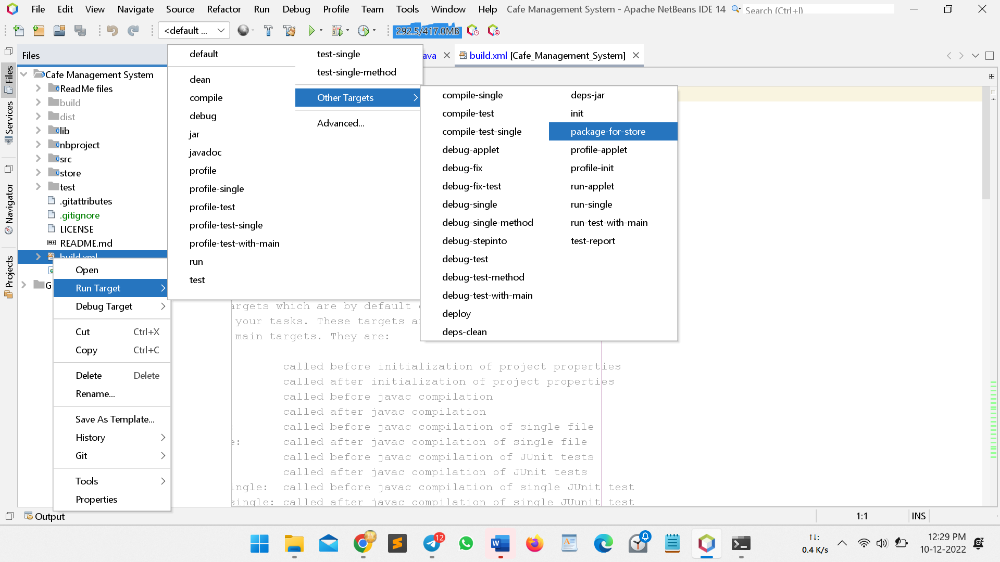 File Edit View Navigate Source Refactor Run Debug Profile Team Tools Window Help Cafe Management System - Apache NetBeans IDE 14 Search (Ctrl+I)
<default ... 292.5/417.0MB
Files
ava build.xml [Cafe_Management_System]
Files
Services
Navigator
Projects
Cafe Management System
ReadMe files
build
dist
lib
nbproject
src
store
test
.gitattributes
.gitignore
LICENSE
README.md
build.xml
G
Open
Run Target
Debug Target
Cut Ctrl+X
Copy Ctrl+C
Delete Delete
Rename...
Save As Template...
History
Git
Tools
Properties
default
clean
compile
debug
jar
javadoc
profile
profile-single
profile-test
profile-test-single
profile-test-with-main
run
test
test-single
test-single-method
Other Targets
Advanced...
compile-single
compile-test
compile-test-single
debug-applet
debug-fix
debug-fix-test
debug-single
debug-single-method
debug-stepinto
debug-test
debug-test-method
debug-test-with-main
deploy
deps-clean
deps-jar
init
package-for-store
profile-applet
profile-init
run-applet
run-single
run-test-with-main
test-report
argets which are by default
your tasks. These targets a
main targets. They are:
called before initialization of project properties
called after initialization of project properties
called before javac compilation
called after javac compilation
: called before javac compilation of single file
e: called after javac compilation of single file
called before javac compilation of JUnit tests
called after javac compilation of JUnit tests
ingle: called before javac compilation of single JUnit test
single: called after javac compilation of single JUunit test
Output
1:1 INS
12
W
0.4 K/s
12:29 PM
10-12-2022